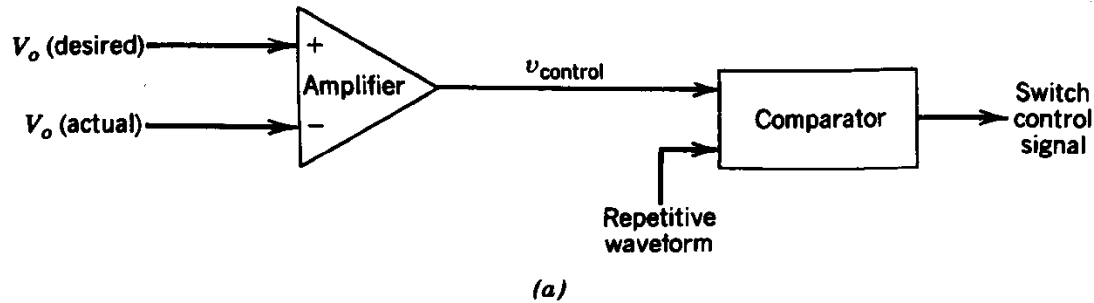 V_o (desired)
+
Amplifier
−
V_o (actual)
v_control
Comparator
Switch
control
signal
Repetitive
waveform
(a)